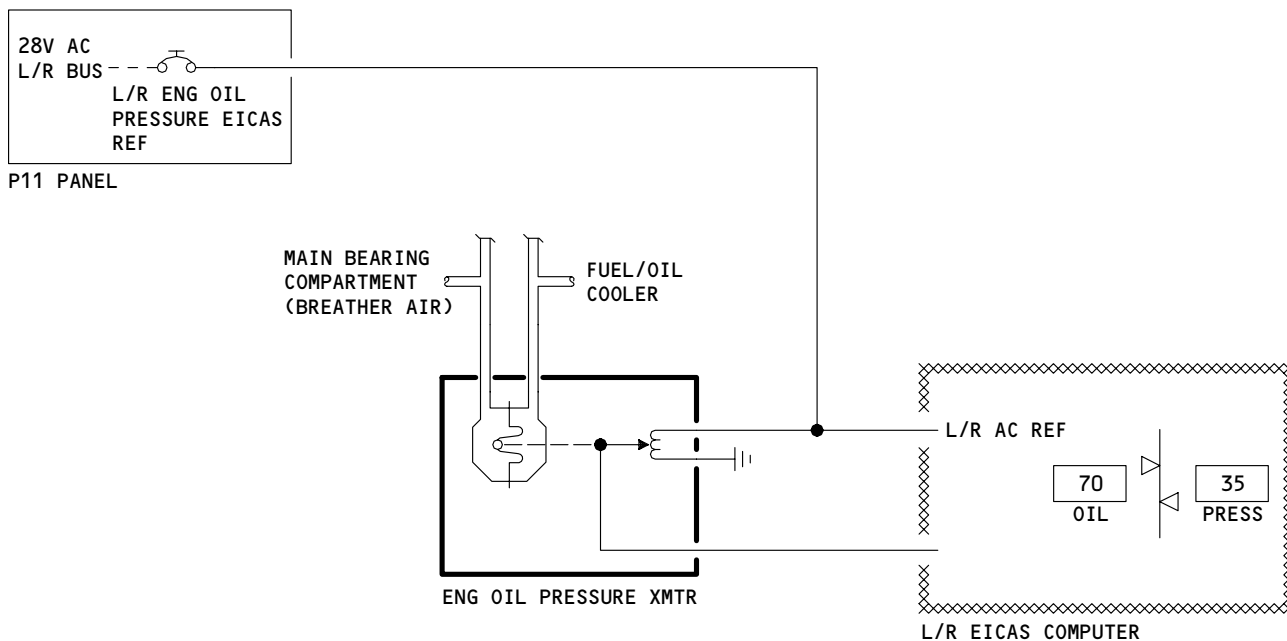 28V AC
L/R BUS
L/R ENG OIL
PRESSURE EICAS
REF
P11 PANEL
MAIN BEARING
COMPARTMENT
(BREATHER AIR)
FUEL/OIL
COOLER
L/R AC REF
70
OIL
35
PRESS
ENG OIL PRESSURE XMTR
L/R EICAS COMPUTER